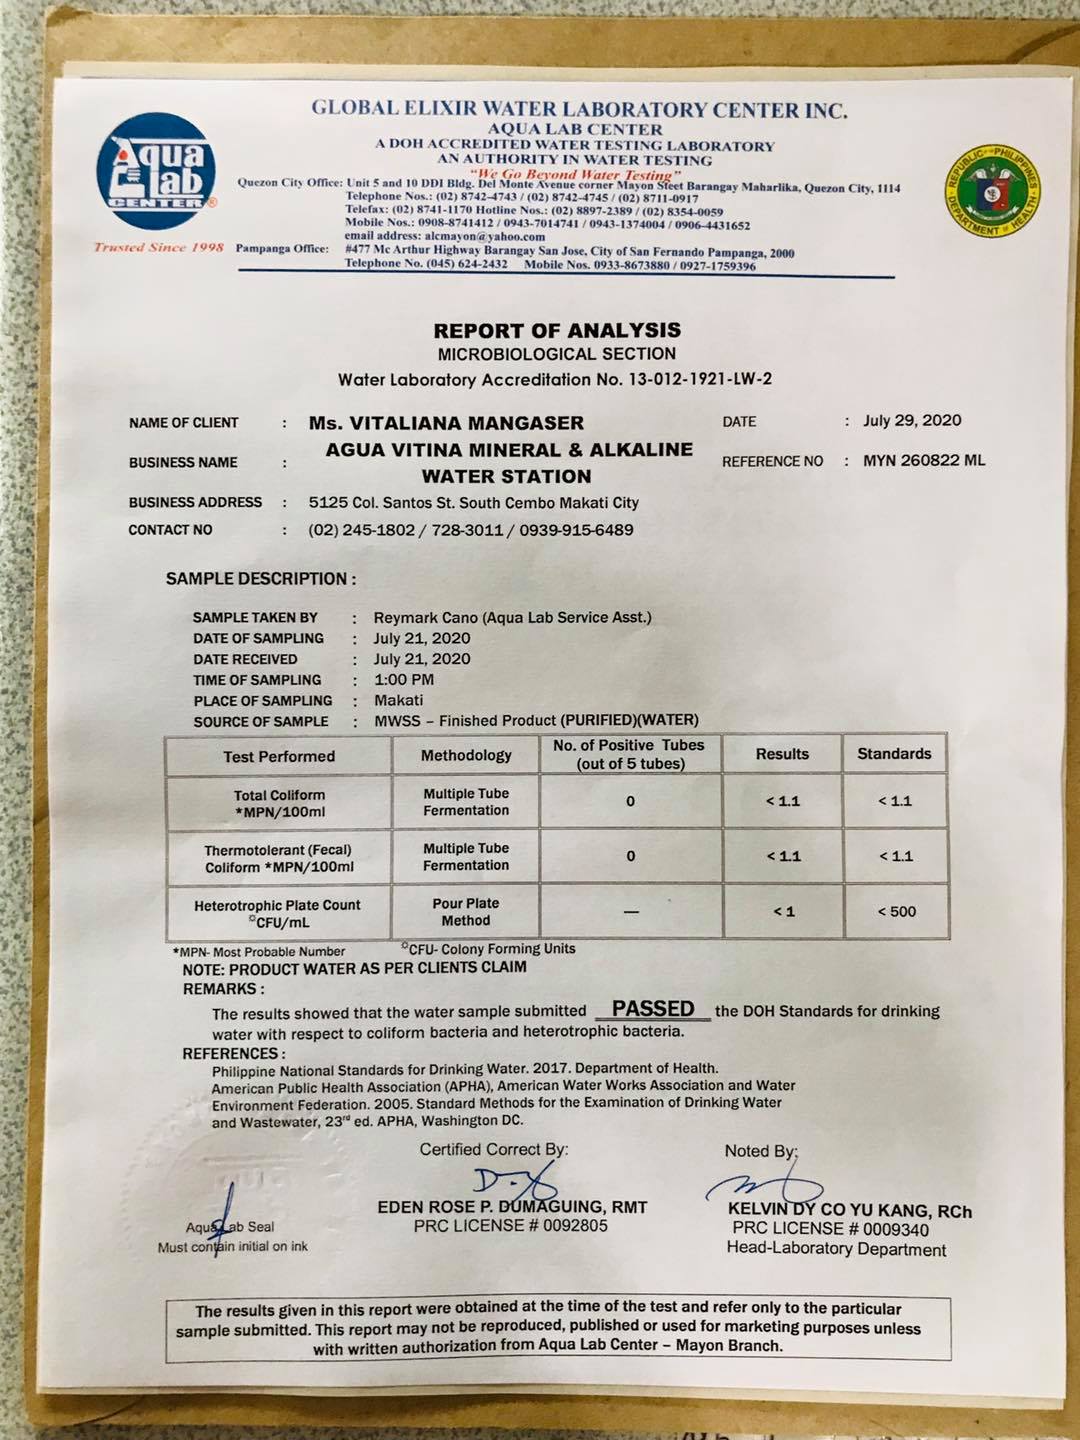 Aqua
Lab
CENTER®
Trusted Since 1998
GLOBAL ELIXIR WATER LABORATORY CENTER INC.
AQUA LAB CENTER
A DOH ACCREDITED WATER TESTING LABORATORY
AN AUTHORITY IN WATER TESTING
"We Go Beyond Water Testing"
Quezon City Office: Unit 5 and 10 DDI Bldg. Del Monte Avenue corner Mayon Steet Barangay Maharlika, Quezon City, 1114
Telephone Nos.: (02) 8742-4743 / (02) 8742-4745 / (02) 8711-0917
Telefax: (02) 8741-1170 Hotline Nos.: (02) 8897-2389 / (02) 8354-0059
Mobile Nos.: 0908-8741412 / 0943-7014741 / 0943-1374004 / 0906-4431652
email address: alcmayon@yahoo.com
Pampanga Office: #477 Mc Arthur Highway Barangay San Jose, City of San Fernando Pampanga, 2000
Telephone No. (045) 624-2432 Mobile Nos. 0933-8673880 / 0927-1759396
REPUBLIC OF THE PHILIPPINES
DEPARTMENT OF HEALTH
REPORT OF ANALYSIS
MICROBIOLOGICAL SECTION
Water Laboratory Accreditation No. 13-012-1921-LW-2
NAME OF CLIENT : Ms. VITALIANA MANGASER DATE : July 29, 2020
BUSINESS NAME : AGUA VITINA MINERAL & ALKALINE
WATER STATION REFERENCE NO : MYN 260822 ML
BUSINESS ADDRESS : 5125 Col. Santos St. South Cembo Makati City
CONTACT NO : (02) 245-1802 / 728-3011 / 0939-915-6489
SAMPLE DESCRIPTION :
SAMPLE TAKEN BY : Reymark Cano (Aqua Lab Service Asst.)
DATE OF SAMPLING : July 21, 2020
DATE RECEIVED : July 21, 2020
TIME OF SAMPLING : 1:00 PM
PLACE OF SAMPLING : Makati
SOURCE OF SAMPLE : MWSS – Finished Product (PURIFIED)(WATER)
Test Performed Methodology No. of Positive Tubes (out of 5 tubes) Results Standards
Total Coliform *MPN/100ml Multiple Tube Fermentation 0 < 1.1 < 1.1
Thermotolerant (Fecal) Coliform *MPN/100ml Multiple Tube Fermentation 0 < 1.1 < 1.1
Heterotrophic Plate Count ¤CFU/mL Pour Plate Method — < 1 < 500
*MPN- Most Probable Number ¤CFU- Colony Forming Units
NOTE: PRODUCT WATER AS PER CLIENTS CLAIM
REMARKS :
The results showed that the water sample submitted PASSED the DOH Standards for drinking
water with respect to coliform bacteria and heterotrophic bacteria.
REFERENCES :
Philippine National Standards for Drinking Water. 2017. Department of Health.
American Public Health Association (APHA), American Water Works Association and Water
Environment Federation. 2005. Standard Methods for the Examination of Drinking Water
and Wastewater, 23rd ed. APHA, Washington DC.
Certified Correct By: Noted By:
EDEN ROSE P. DUMAGUING, RMT KELVIN DY CO YU KANG, RCh
PRC LICENSE # 0092805 PRC LICENSE # 0009340
Head-Laboratory Department
Aqua Lab Seal
Must contain initial on ink
The results given in this report were obtained at the time of the test and refer only to the particular
sample submitted. This report may not be reproduced, published or used for marketing purposes unless
with written authorization from Aqua Lab Center – Mayon Branch.